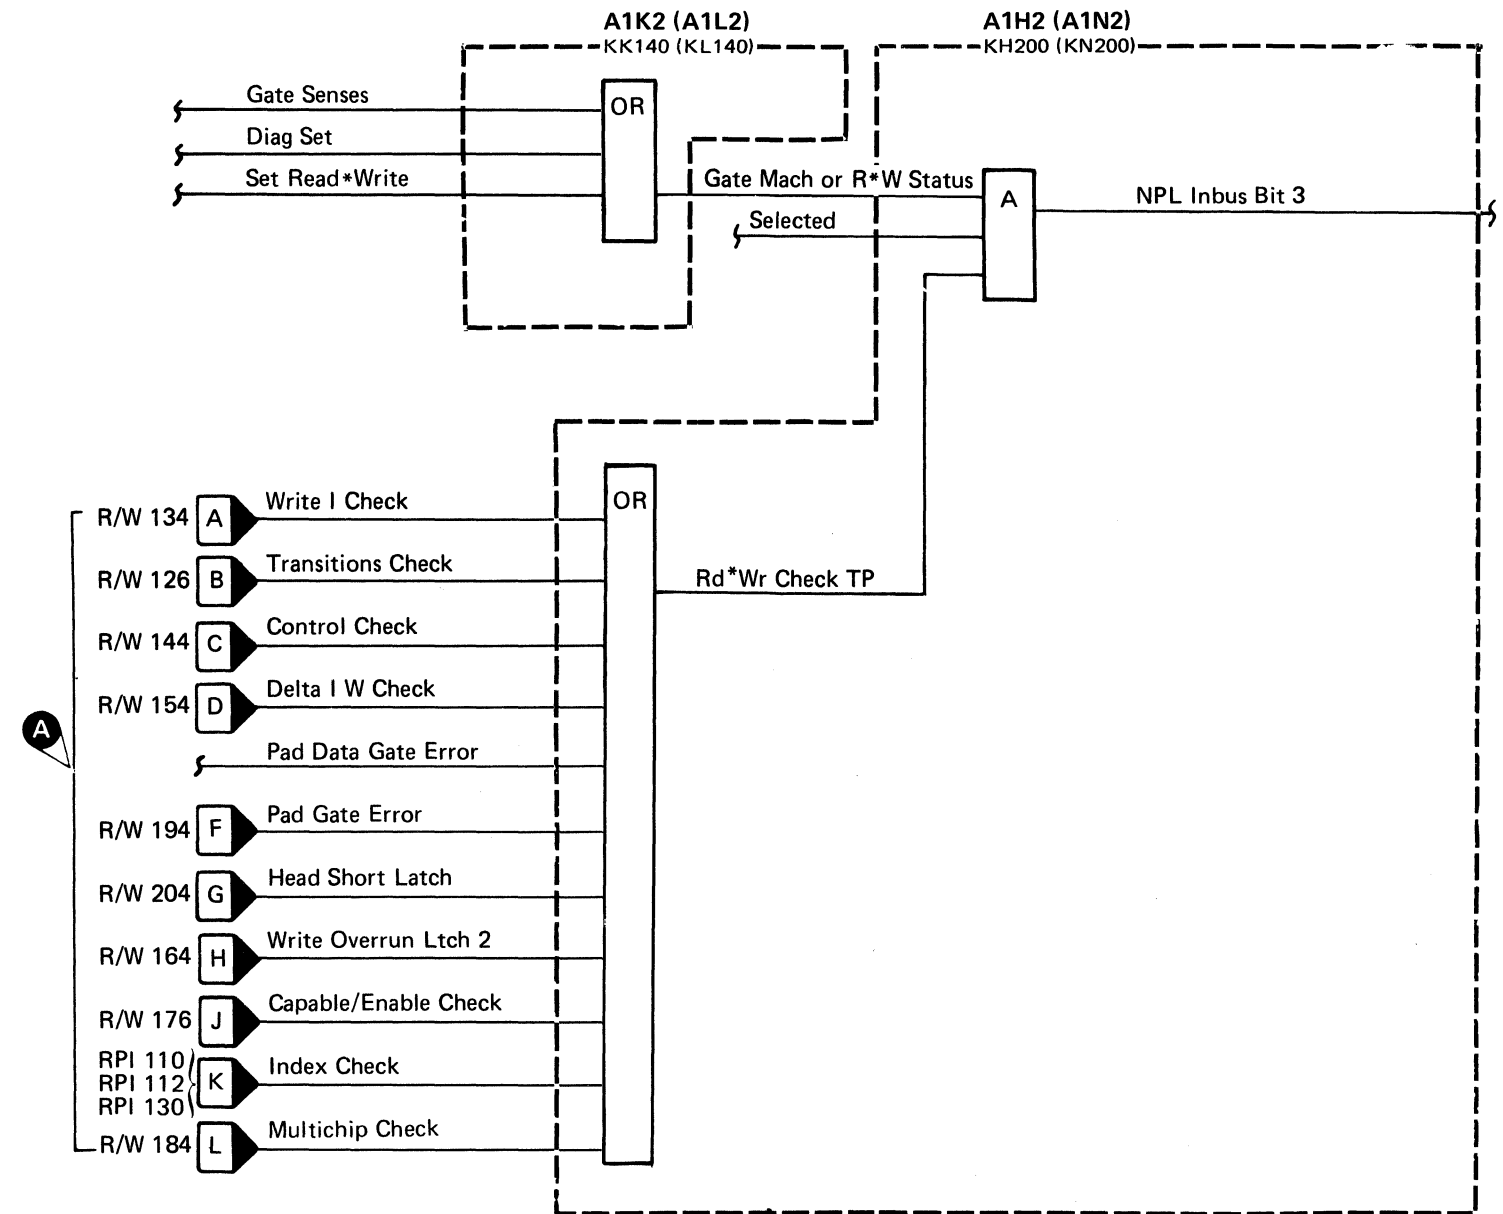 A1K2 (A1L2)
KK140 (KL140)
A1H2 (A1N2)
KH200 (KN200)
Gate Senses
OR
Diag Set
Set Read*Write
Gate Mach or R*W Status
A
NPL Inbus Bit 3
Selected
OR
R/W 134 A Write I Check
R/W 126 B Transitions Check
Rd*Wr Check TP
R/W 144 C Control Check
R/W 154 D Delta I W Check
A
Pad Data Gate Error
R/W 194 F Pad Gate Error
R/W 204 G Head Short Latch
R/W 164 H Write Overrun Ltch 2
R/W 176 J Capable/Enable Check
RPI 110
RPI 112 K Index Check
RPI 130
R/W 184 L Multichip Check